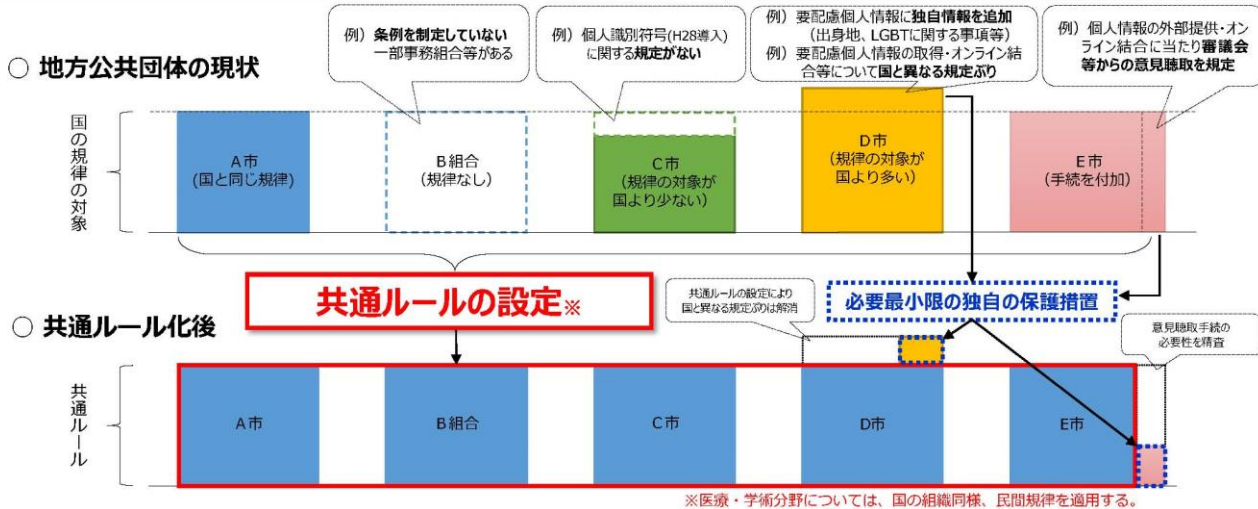 例）条例を制定していない
一部事務組合等がある
例）個人識別符号(H28導入)
に関する規定がない
例）要配慮個人情報に独自情報を追加
（出身地、LGBTに関する事項等）
例）要配慮個人情報の取得・オンライン結
合等について国と異なる規定ぶり
例）個人情報の外部提供・オン
ライン結合に当たり審議会
等からの意見聴取を規定
○ 地方公共団体の現状
国の規律の対象
A市
(国と同じ規律)
B組合
（規律なし）
C市
（規律の対象が
国より少ない）
D市
（規律の対象が
国より多い）
E市
（手続を付加）
共通ルールの設定※
共通ルールの設定により
国と異なる規定ぶりは解消
必要最小限の独自の保護措置
意見聴取手続の
必要性を精査
○ 共通ルール化後
共通ルール
A市
B組合
C市
D市
E市
※医療・学術分野については、国の組織同様、民間規律を適用する。